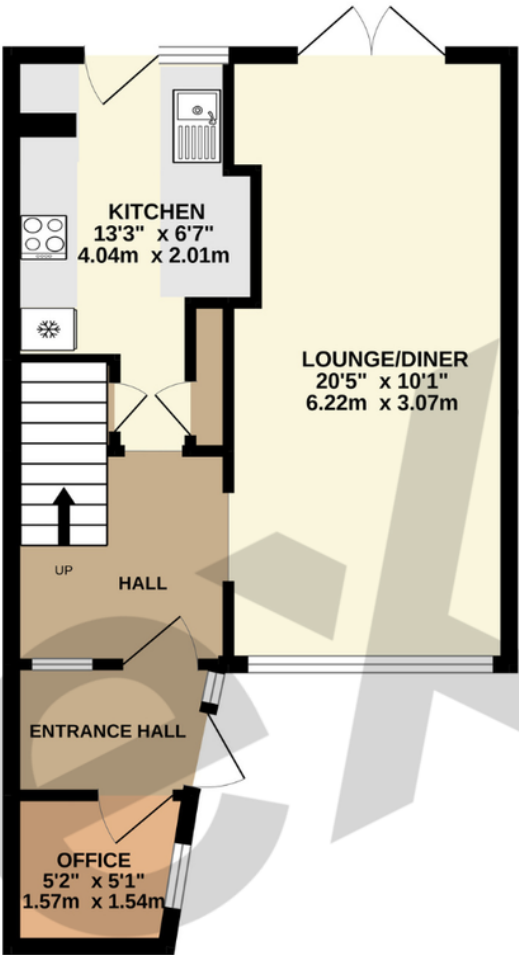 KITCHEN
13'3" x 6'7"
4.04m x 2.01m
LOUNGE/DINER
20'5" x 10'1"
6.22m x 3.07m
UP
HALL
ENTRANCE HALL
OFFICE
5'2" x 5'1"
1.57m x 1.54m